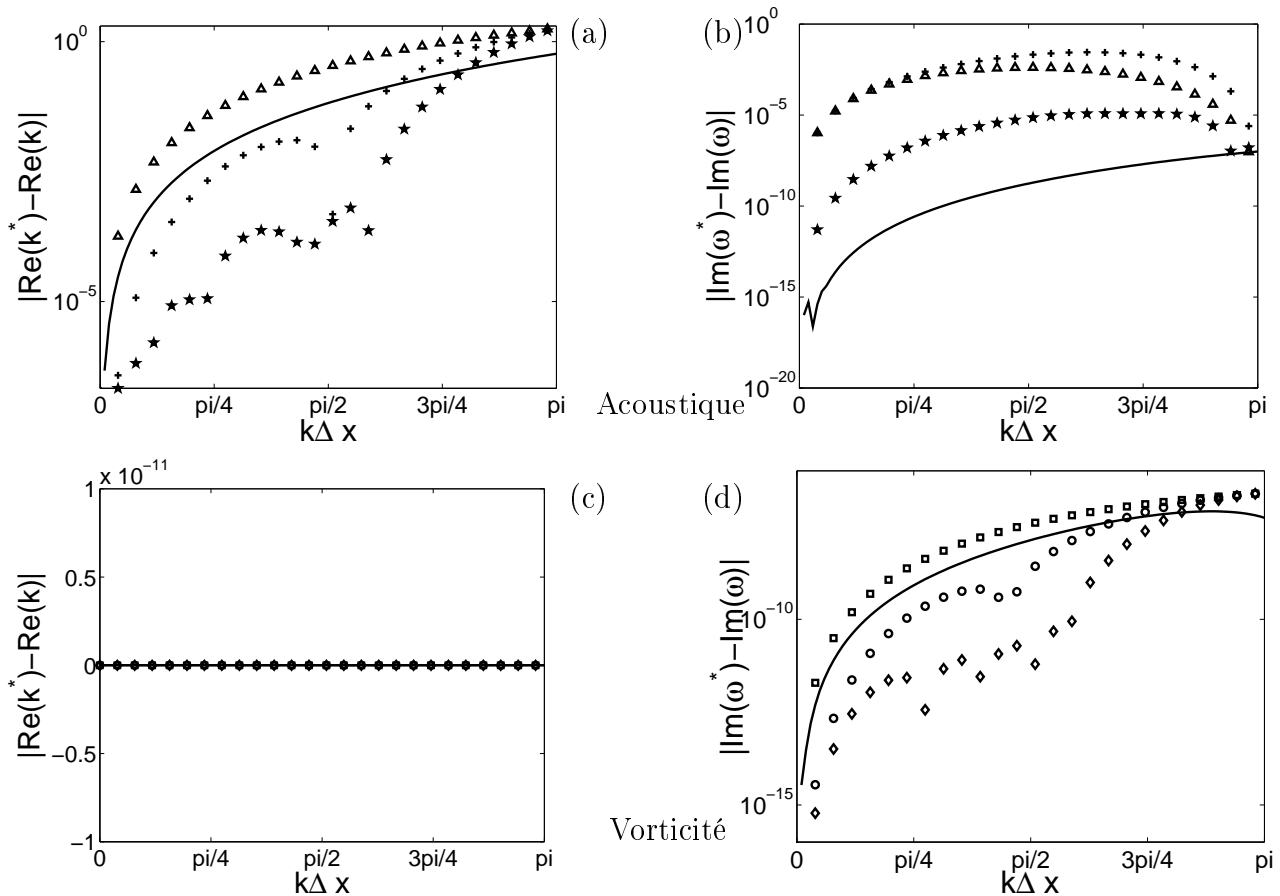 (a)
10^0
10^−5
|Re(k^*)−Re(k)|
0 pi/4 pi/2 3pi/4 pi
kΔ x
(b)
10^0
10^−5
10^−10
10^−15
10^−20
|Im(ω^*)−Im(ω)|
0 pi/4 pi/2 3pi/4 pi
kΔ x
Acoustique
(c)
1 x 10^−11
0.5
0
−0.5
−1
|Re(k^*)−Re(k)|
0 pi/4 pi/2 3pi/4 pi
kΔ x
(d)
10^−10
10^−15
|Im(ω^*)−Im(ω)|
0 pi/4 pi/2 3pi/4 pi
kΔ x
Vorticité